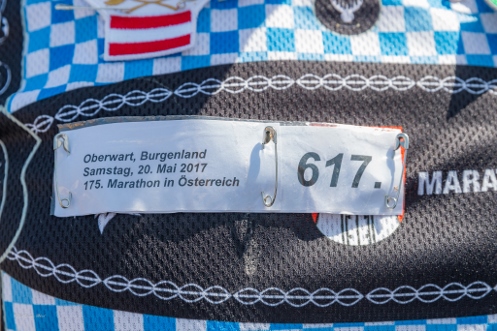 Oberwart, Burgenland
Samstag, 20. Mai 2017
175. Marathon in Österreich
617.
MARA